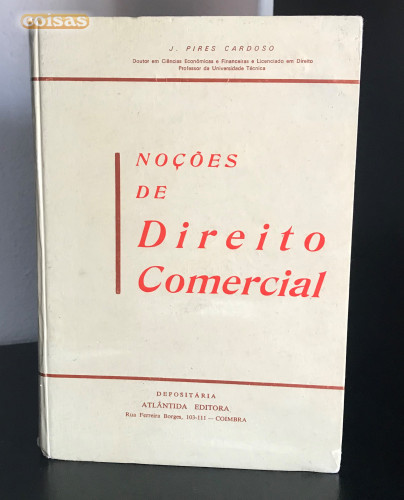 coisas
J. PIRES CARDOSO
Doutor em Ciências Económicas e Financeiras e Licenciado em Direito
Professor da Universidade Técnica
NOÇÕES
DE
Direito
Comercial
DEPOSITÁRIA
ATLÂNTIDA EDITORA
Rua Ferreira Borges, 103-111 — COIMBRA